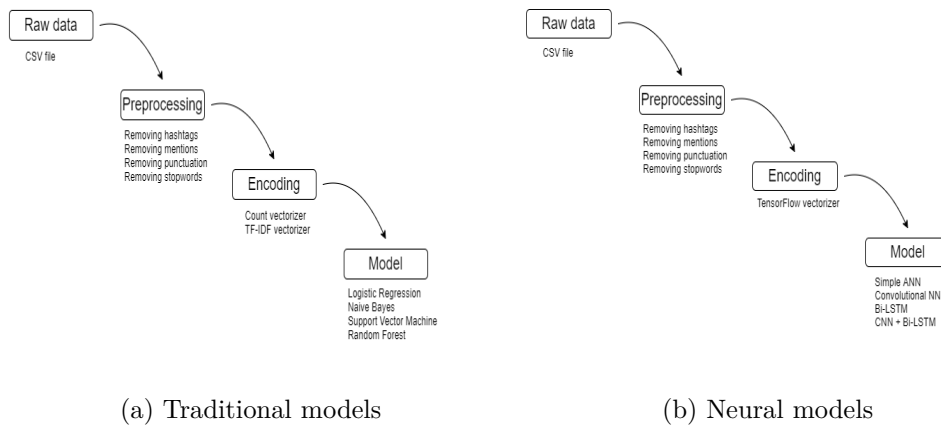 Raw data
CSV file
Preprocessing
Removing hashtags
Removing mentions
Removing punctuation
Removing stopwords
Encoding
Count vectorizer
TF-IDF vectorizer
Model
Logistic Regression
Naive Bayes
Support Vector Machine
Random Forest
(a) Traditional models
Raw data
CSV file
Preprocessing
Removing hashtags
Removing mentions
Removing punctuation
Removing stopwords
Encoding
TensorFlow vectorizer
Model
Simple ANN
Convolutional NN
Bi-LSTM
CNN + Bi-LSTM
(b) Neural models